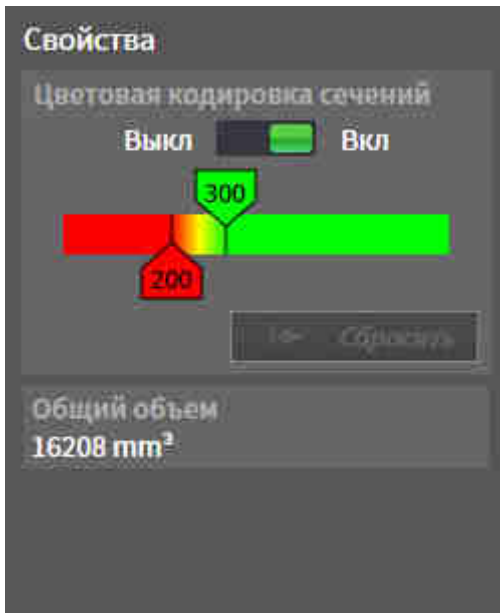 Свойства
Цветовая кодировка сечений
Выкл Вкл
300
200
Сбросить
Общий объем
16208 mm³